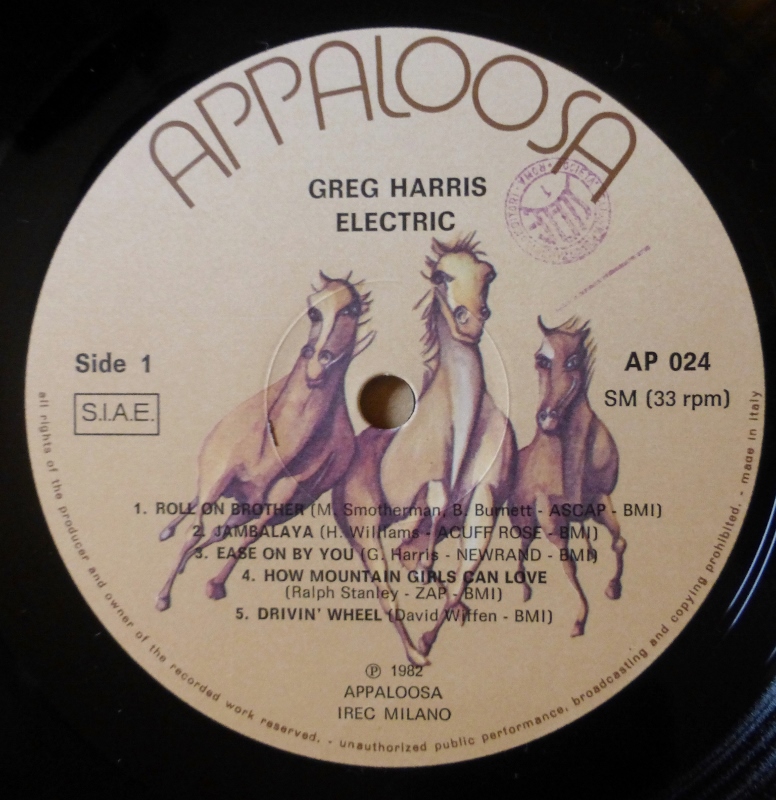 APPALOOSA
GREG HARRIS
ELECTRIC
Side 1
S.I.A.E.
AP 024
SM (33 rpm)
1. ROLL ON BROTHER (M. Smotherman, B. Burnett - ASCAP - BMI)
2. JAMBALAYA (H. Williams - ACUFF ROSE - BMI)
3. EASE ON BY YOU (G. Harris - NEWRAND - BMI)
4. HOW MOUNTAIN GIRLS CAN LOVE
(Ralph Stanley - ZAP - BMI)
5. DRIVIN' WHEEL (David Wiffen - BMI)
℗ 1982
APPALOOSA
IREC MILANO
all rights of the producer and owner of the recorded work reserved. - unauthorized public performance, broadcasting and copying prohibited. - made in italy
ROMA